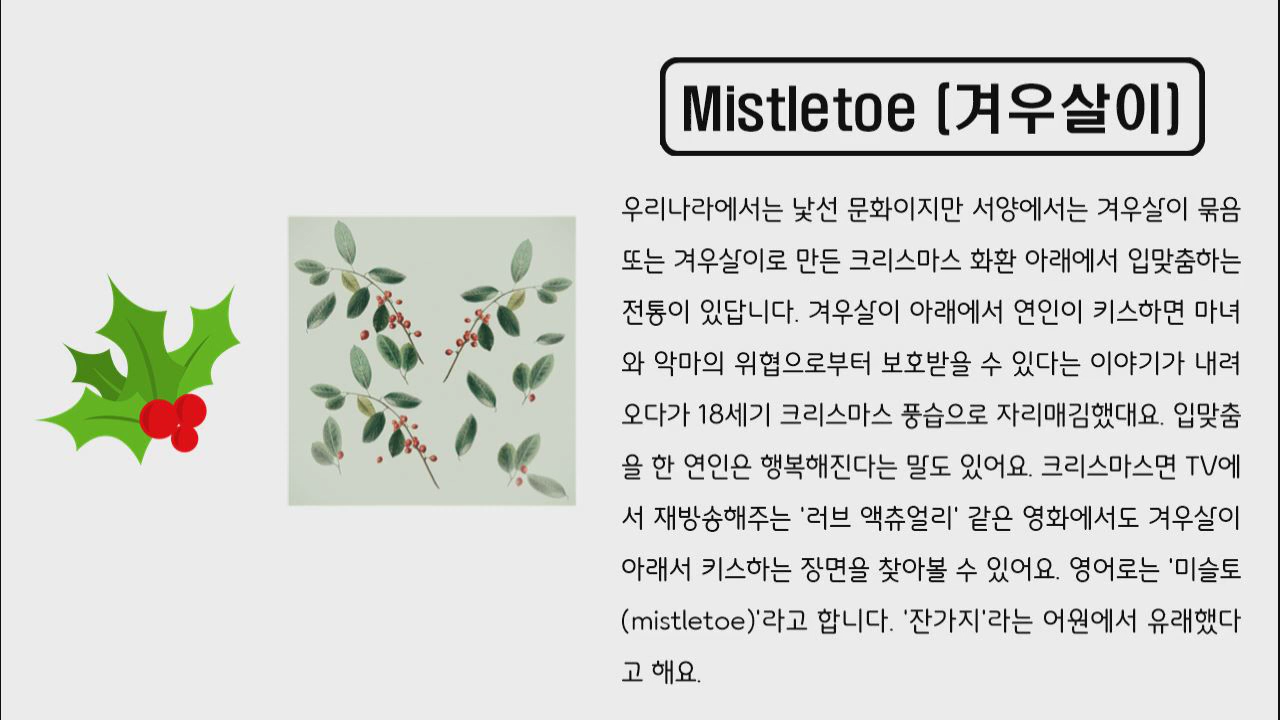 Mistletoe (겨우살이)
우리나라에서는 낯선 문화이지만 서양에서는 겨우살이 묶음
또는 겨우살이로 만든 크리스마스 화환 아래에서 입맞춤하는
전통이 있답니다. 겨우살이 아래에서 연인이 키스하면 마녀
와 악마의 위협으로부터 보호받을 수 있다는 이야기가 내려
오다가 18세기 크리스마스 풍습으로 자리매김했대요. 입맞춤
을 한 연인은 행복해진다는 말도 있어요. 크리스마스면 TV에
서 재방송해주는 '러브 액츄얼리' 같은 영화에서도 겨우살이
아래서 키스하는 장면을 찾아볼 수 있어요. 영어로는 '미슬토
(mistletoe)'라고 합니다. '잔가지'라는 어원에서 유래했다
고 해요.